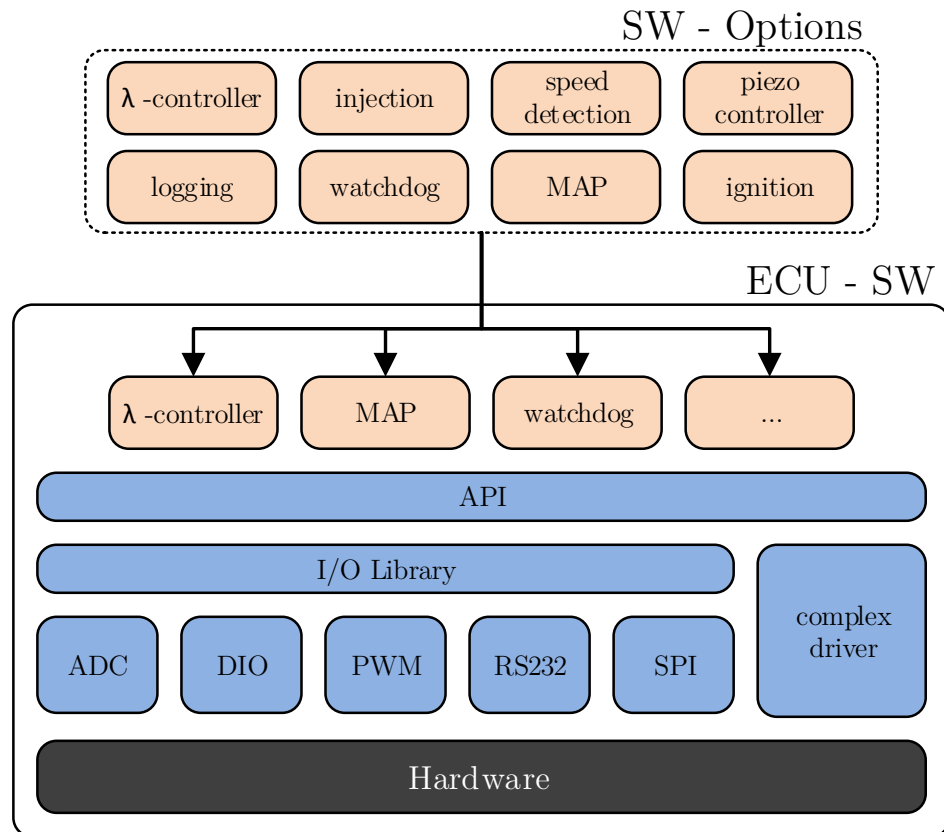 SW - Options
λ -controller
injection
speed
detection
piezo
controller
logging
watchdog
MAP
ignition
ECU - SW
λ -controller
MAP
watchdog
...
API
I/O Library
complex
driver
ADC
DIO
PWM
RS232
SPI
Hardware